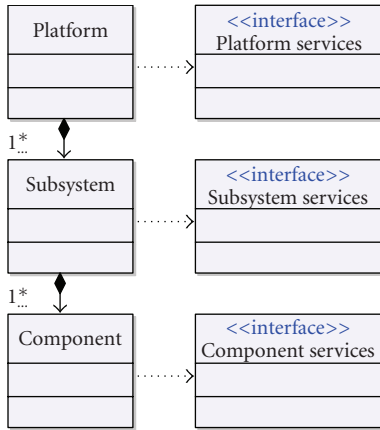 Platform
<<interface>>
Platform services
1...*
Subsystem
<<interface>>
Subsystem services
1...*
Component
<<interface>>
Component services